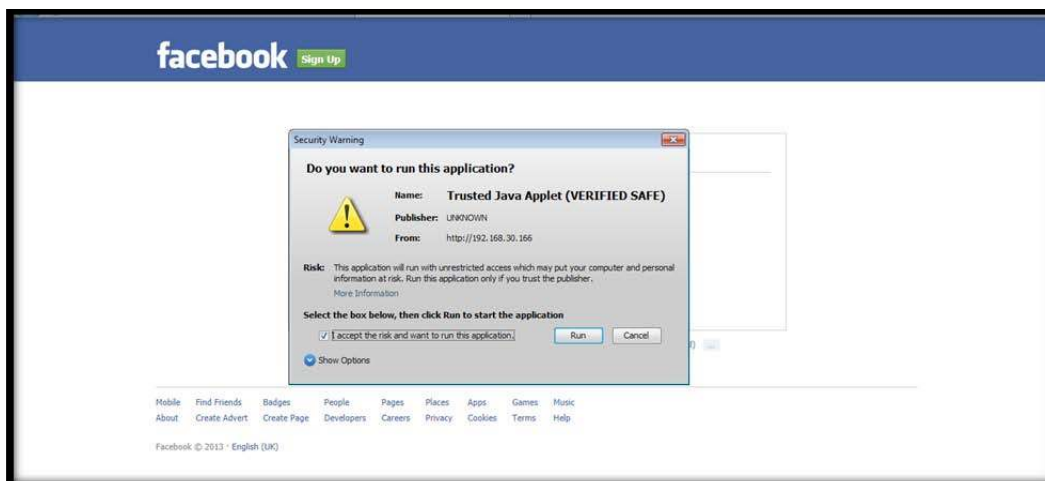 facebook Sign Up
Security Warning
Do you want to run this application?
Name: Trusted Java Applet (VERIFIED SAFE)
Publisher: UNKNOWN
From: http://192.168.30.166
Risk: This application will run with unrestricted access which may put your computer and personal
information at risk. Run this application only if you trust the publisher.
More Information
Select the box below, then click Run to start the application
I accept the risk and want to run this application.
Run Cancel
Show Options
Mobile Find Friends Badges People Pages Places Apps Games Music
About Create Advert Create Page Developers Careers Privacy Cookies Terms Help
Facebook © 2013 · English (UK)